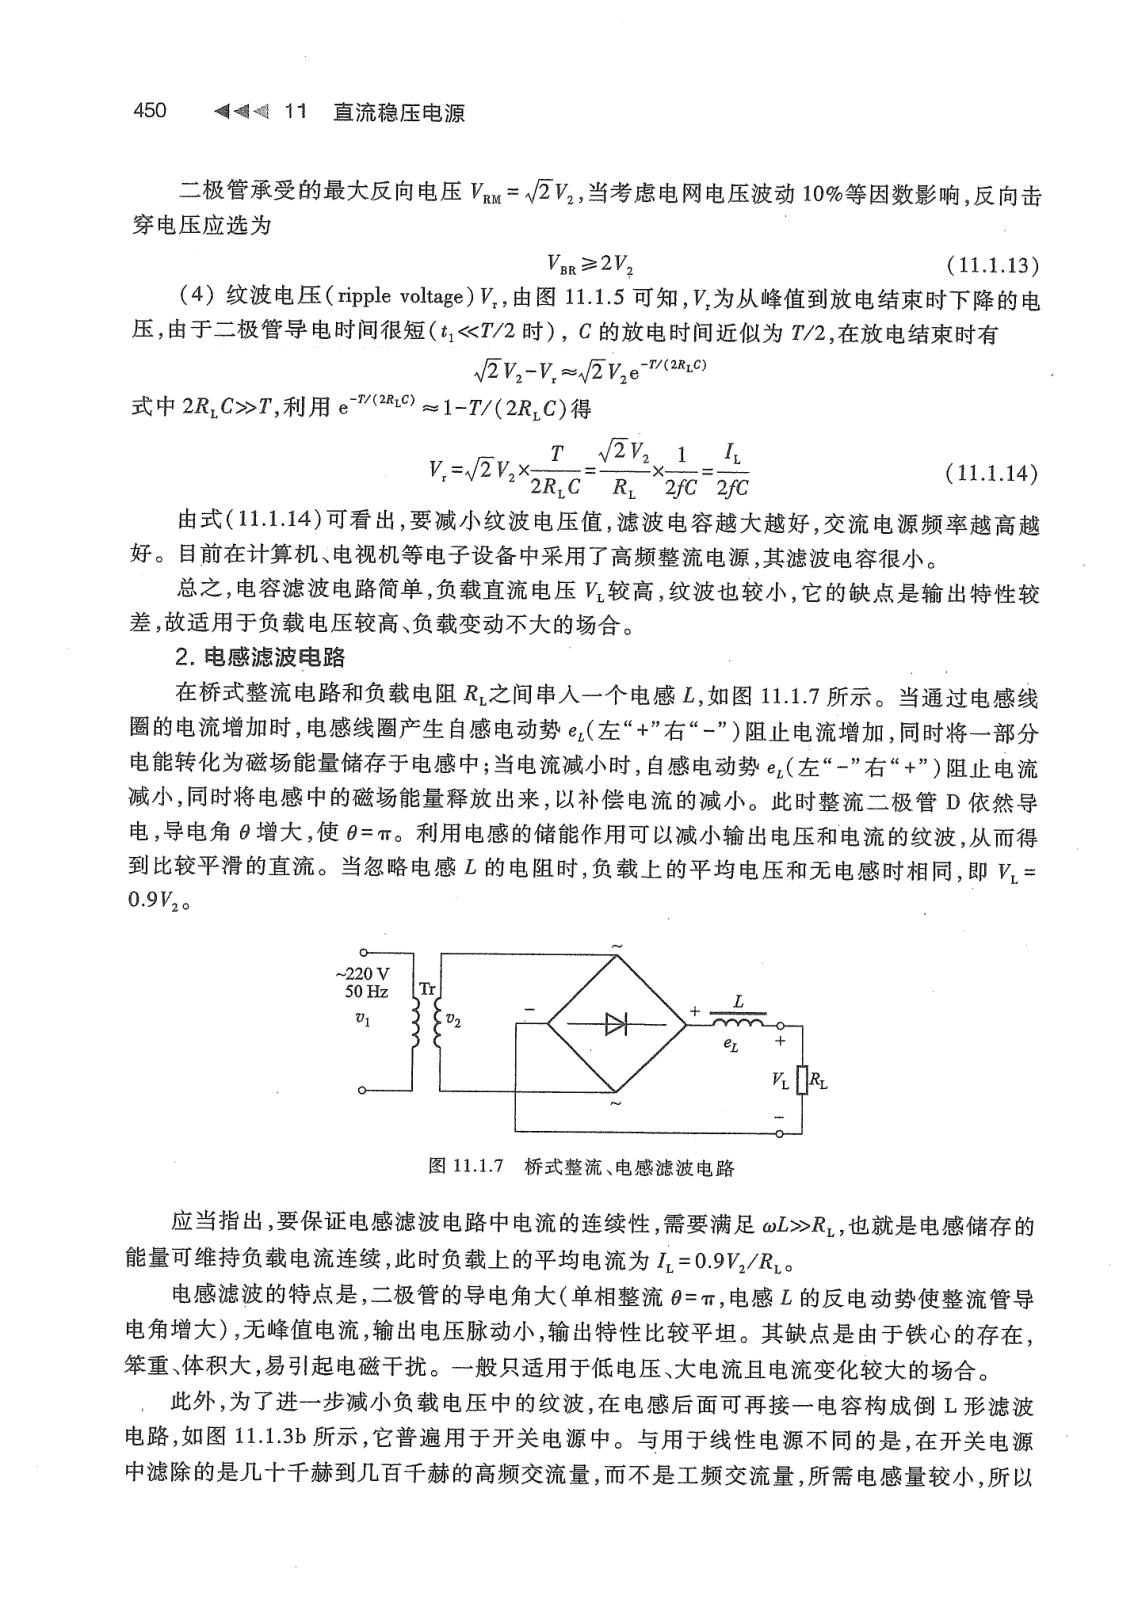 450 ◀◀◀ 11 直流稳压电源
二极管承受的最大反向电压 V_RM = √2V₂,当考虑电网电压波动 10%等因数影响,反向击
穿电压应选为
V_BR ≥ 2V₂ (11.1.13)
(4) 纹波电压(ripple voltage) V_r,由图 11.1.5 可知,V_r为从峰值到放电结束时下降的电
压,由于二极管导电时间很短(t₁≪T/2 时), C 的放电时间近似为 T/2,在放电结束时有
√2V₂-V_r≈√2V₂e^{-T/(2R_LC)}
式中 2R_LC≫T,利用 e^{-T/(2R_LC)}≈1-T/(2R_LC)得
V_r=√2V₂×T/(2R_LC)=(√2V₂/R_L)×1/(2fC)=I_L/(2fC) (11.1.14)
由式(11.1.14)可看出,要减小纹波电压值,滤波电容越大越好,交流电源频率越高越
好。目前在计算机、电视机等电子设备中采用了高频整流电源,其滤波电容很小。
总之,电容滤波电路简单,负载直流电压 V_L较高,纹波也较小,它的缺点是输出特性较
差,故适用于负载电压较高、负载变动不大的场合。
2. 电感滤波电路
在桥式整流电路和负载电阻 R_L之间串入一个电感 L,如图 11.1.7 所示。当通过电感线
圈的电流增加时,电感线圈产生自感电动势 e_L(左“+”右“-”)阻止电流增加,同时将一部分
电能转化为磁场能量储存于电感中;当电流减小时,自感电动势 e_L(左“-”右“+”)阻止电流
减小,同时将电感中的磁场能量释放出来,以补偿电流的减小。此时整流二极管 D 依然导
电,导电角 θ 增大,使 θ=π。利用电感的储能作用可以减小输出电压和电流的纹波,从而得
到比较平滑的直流。当忽略电感 L 的电阻时,负载上的平均电压和无电感时相同,即 V_L=
0.9V₂。
~
~220 V
50 Hz
Tr
v₁
v₂
-
+
L
e_L
+
V_L
R_L
-
~
图 11.1.7 桥式整流、电感滤波电路
应当指出,要保证电感滤波电路中电流的连续性,需要满足 ωL≫R_L,也就是电感储存的
能量可维持负载电流连续,此时负载上的平均电流为 I_L=0.9V₂/R_L。
电感滤波的特点是,二极管的导电角大(单相整流 θ=π,电感 L 的反电动势使整流管导
电角增大),无峰值电流,输出电压脉动小,输出特性比较平坦。其缺点是由于铁心的存在,
笨重、体积大,易引起电磁干扰。一般只适用于低电压、大电流且电流变化较大的场合。
此外,为了进一步减小负载电压中的纹波,在电感后面可再接一电容构成倒 L 形滤波
电路,如图 11.1.3b 所示,它普遍用于开关电源中。与用于线性电源不同的是,在开关电源
中滤除的是几十千赫到几百千赫的高频交流量,而不是工频交流量,所需电感量较小,所以